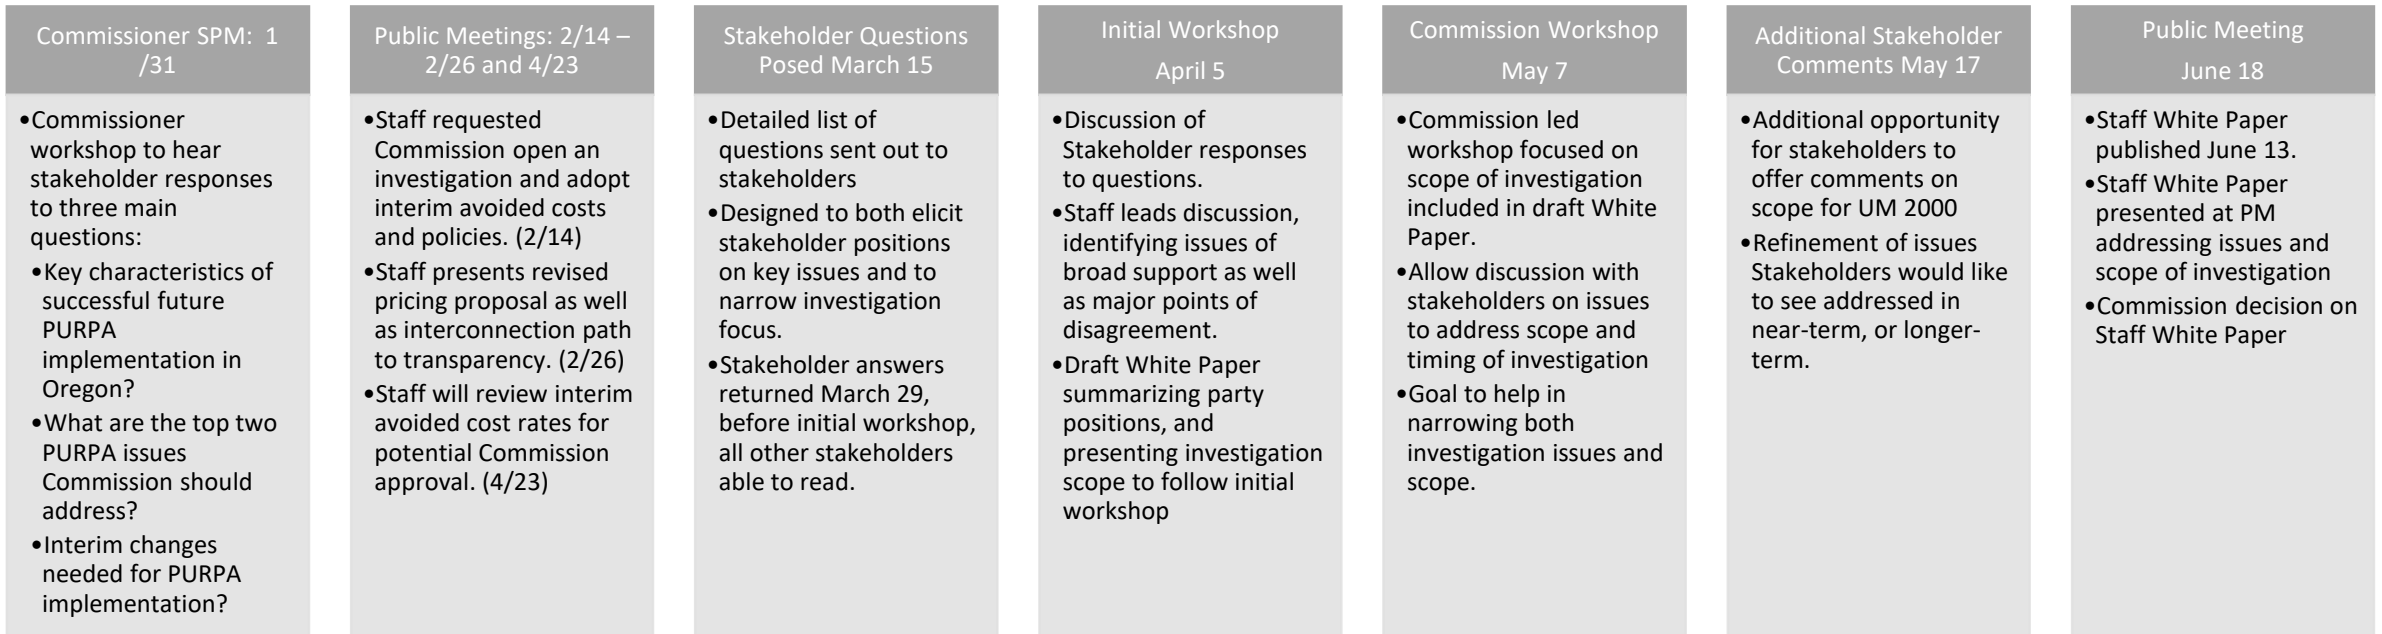 Commissioner SPM:  1
/31
•Commissioner
workshop to hear
stakeholder responses
to three main
questions:
•Key characteristics of
successful future
PURPA
implementation in
Oregon?
•What are the top two
PURPA issues
Commission should
address?
•Interim changes
needed for PURPA
implementation?
Public Meetings: 2/14 –
2/26 and 4/23
•Staff requested
Commission open an
investigation and adopt
interim avoided costs
and policies. (2/14)
•Staff presents revised
pricing proposal as well
as interconnection path
to transparency. (2/26)
•Staff will review interim
avoided cost rates for
potential Commission
approval. (4/23)
Stakeholder Questions
Posed March 15
•Detailed list of
questions sent out to
stakeholders
•Designed to both elicit
stakeholder positions
on key issues and to
narrow investigation
focus.
•Stakeholder answers
returned March 29,
before initial workshop,
all other stakeholders
able to read.
Initial Workshop
April 5
•Discussion of
Stakeholder responses
to questions.
•Staff leads discussion,
identifying issues of
broad support as well
as major points of
disagreement.
•Draft White Paper
summarizing party
positions, and
presenting investigation
scope to follow initial
workshop
Commission Workshop
May 7
•Commission led
workshop focused on
scope of investigation
included in draft White
Paper.
•Allow discussion with
stakeholders on issues
to address scope and
timing of investigation
•Goal to help in
narrowing both
investigation issues and
scope.
Additional Stakeholder
Comments May 17
•Additional opportunity
for stakeholders to
offer comments on
scope for UM 2000
•Refinement of issues
Stakeholders would like
to see addressed in
near-term, or longer-
term.
Public Meeting
June 18
•Staff White Paper
published June 13.
•Staff White Paper
presented at PM
addressing issues and
scope of investigation
•Commission decision on
Staff White Paper